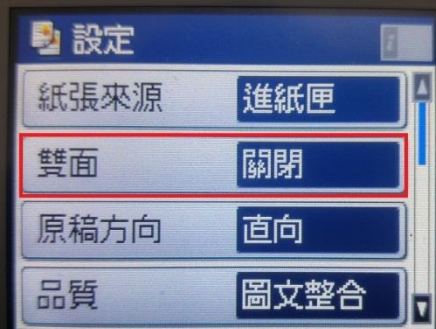 設定
紙張來源 進紙匣
雙面 關閉
原稿方向 直向
品質 圖文整合